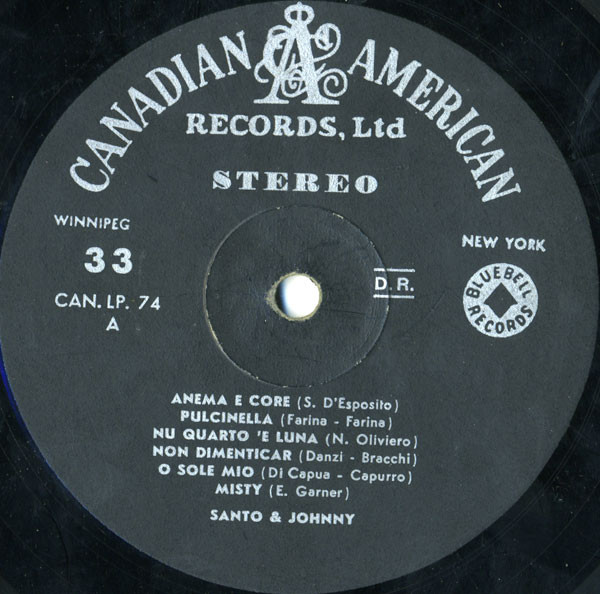 CANADIAN AMERICAN
RECORDS, Ltd
STEREO
WINNIPEG
33
CAN. LP. 74
A
NEW YORK
BLUEBELL
RECORDS
D. R.
ANEMA E CORE (S. D'Esposito)
PULCINELLA (Farina - Farina)
NU QUARTO 'E LUNA (N. Oliviero)
NON DIMENTICAR (Danzi - Bracchi)
O SOLE MIO (Di Capua - Capurro)
MISTY (E. Garner)
SANTO & JOHNNY